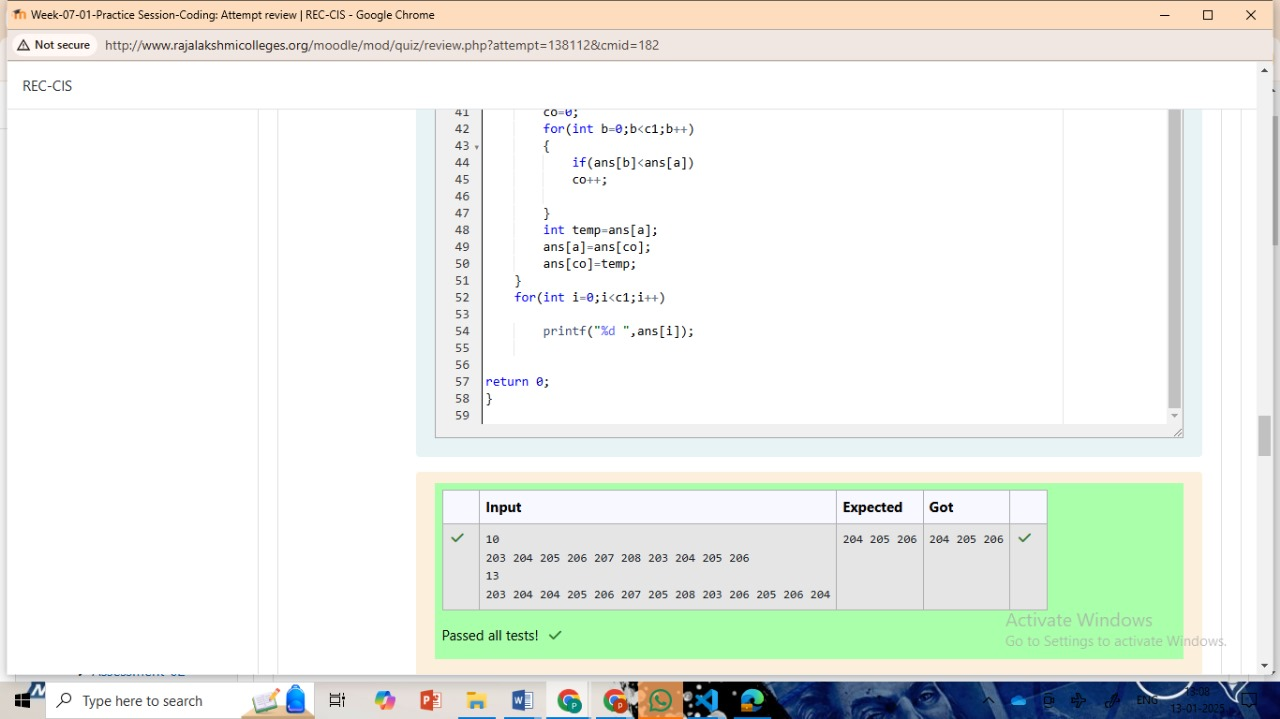 Week-07-01-Practice Session-Coding: Attempt review | REC-CIS - Google Chrome
Not secure http://www.rajalakshmicolleges.org/moodle/mod/quiz/review.php?attempt=138112&cmid=182
REC-CIS
41 co=0;
42 for(int b=0;b<c1;b++)
43 {
44 if(ans[b]<ans[a])
45 co++;
46
47 }
48 int temp=ans[a];
49 ans[a]=ans[co];
50 ans[co]=temp;
51 }
52 for(int i=0;i<c1;i++)
53
54 printf("%d ",ans[i]);
55
56
57 return 0;
58 }
59
Input Expected Got
10 204 205 206 204 205 206
203 204 205 206 207 208 203 204 205 206
13
203 204 204 205 206 207 205 208 203 206 205 206 204
Passed all tests!
Activate Windows
Go to Settings to activate Windows.
Type here to search
ENG
13:08
13-01-2025